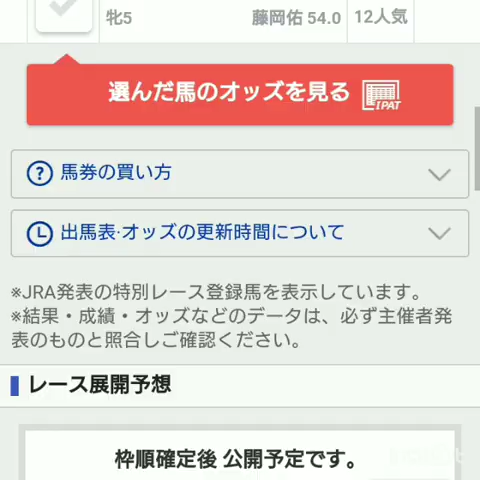 牝5 藤岡佑 54.0 12人気
選んだ馬のオッズを見る IPAT
馬券の買い方
出馬表·オッズの更新時間について
※JRA発表の特別レース登録馬を表示しています。
※結果・成績・オッズなどのデータは、必ず主催者発
表のものと照合しご確認ください。
レース展開予想
枠順確定後 公開予定です。